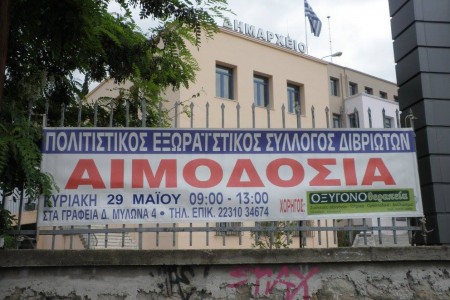 ΔΗΜΑΡΧΕΙΟ
ΠΟΛΙΤΙΣΤΙΚΟΣ ΕΞΩΡΑΪΣΤΙΚΟΣ ΣΥΛΛΟΓΟΣ ΔΙΒΡΙΩΤΩΝ
ΑΙΜΟΔΟΣΙΑ
ΚΥΡΙΑΚΗ 29 ΜΑΪΟΥ 09:00 - 13:00
ΣΤΑ ΓΡΑΦΕΙΑ Δ. ΜΥΛΩΝΑ 4 • ΤΗΛ. ΕΠΙΚ. 22310 34674
ΧΟΡΗΓΟΣ:
ΟΞΥΓΟΝΟθεραπεία